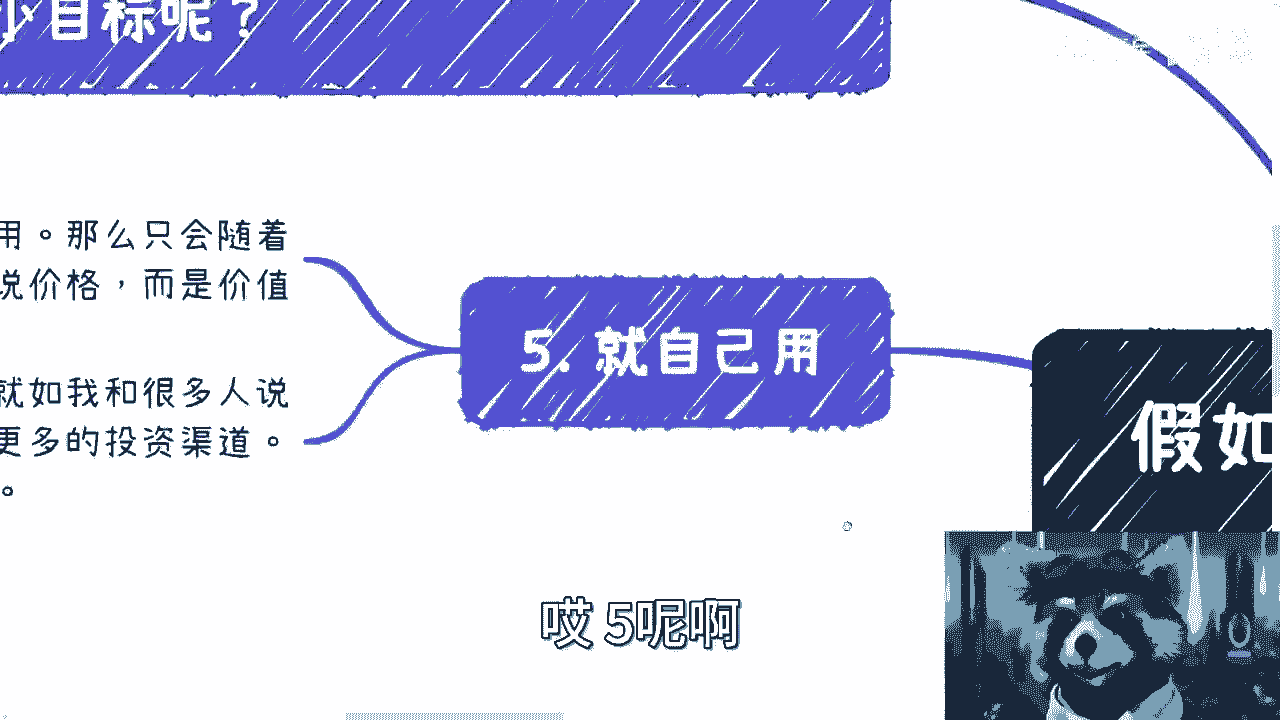 小目标呢？
用。那么只会随着
说价格，而是价值
5. 就自己用
就如我和很多人说
更多的投资渠道。
。
假如
哎 5呢啊